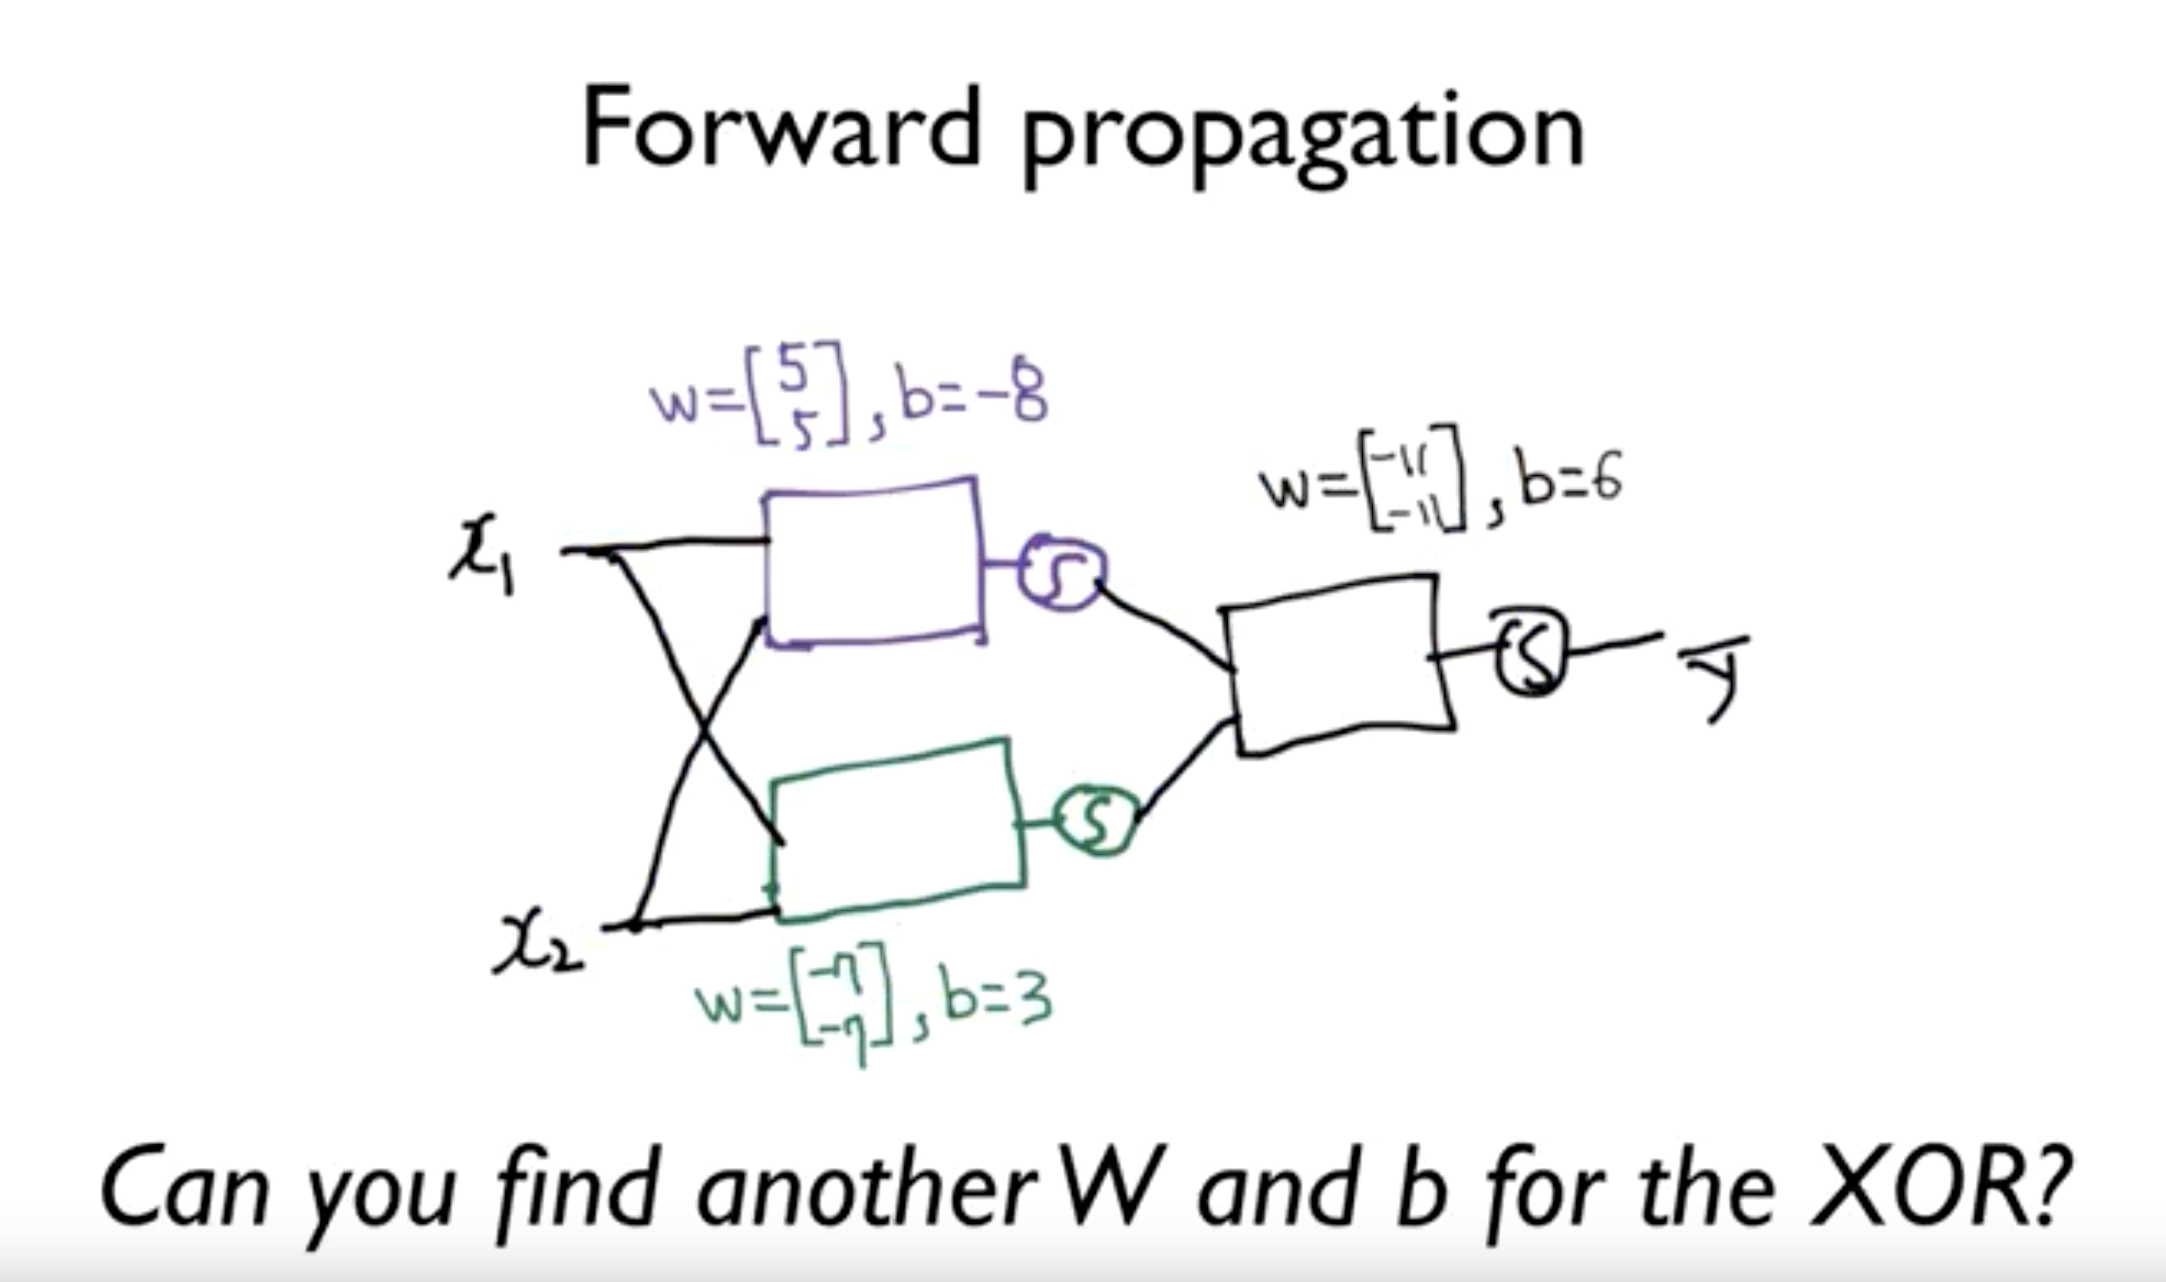 Forward propagation
w=[5 5], b=-8
w=[-11 -11], b=6
x₁
S
S
ȳ
S
x₂
w=[-7 -7], b=3
Can you find another W and b for the XOR?